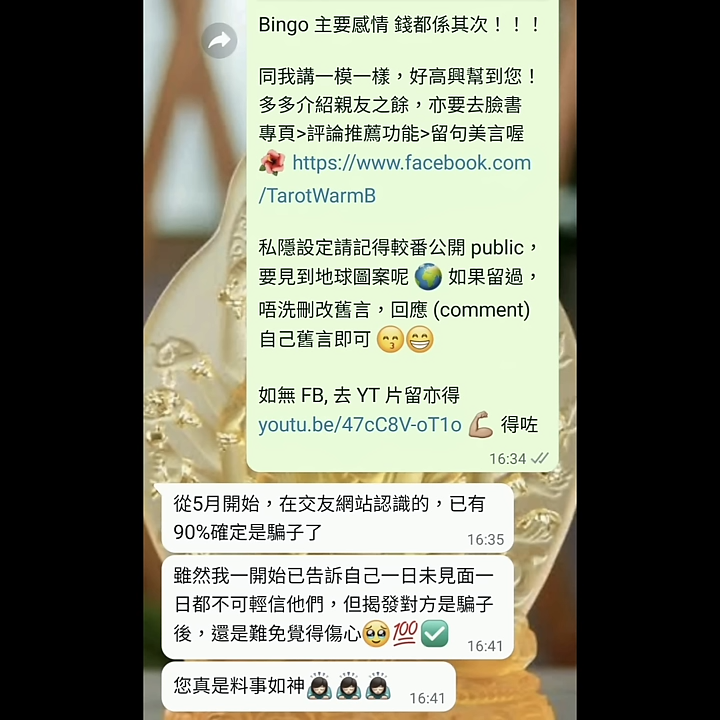 Bingo 主要感情 錢都係其次！！！
同我講一模一樣，好高興幫到您！
多多介紹親友之餘，亦要去臉書
專頁>評論推薦功能>留句美言喔
🌺 https://www.facebook.com
/TarotWarmB
私隱設定請記得較番公開 public，
要見到地球圖案呢 🌍 如果留過，
唔洗刪改舊言，回應 (comment)
自己舊言即可 😙😁
如無 FB, 去 YT 片留亦得
youtu.be/47cC8V-oT1o 💪🏼 得咗
16:34
從5月開始，在交友網站認識的，已有
90%確定是騙子了
16:35
雖然我一開始已告訴自己一日未見面一
日都不可輕信他們，但揭發對方是騙子
後，還是難免覺得傷心🥹💯✅
16:41
您真是料事如神🙇🏻‍♀️🙇🏻‍♀️🙇🏻‍♀️
16:41